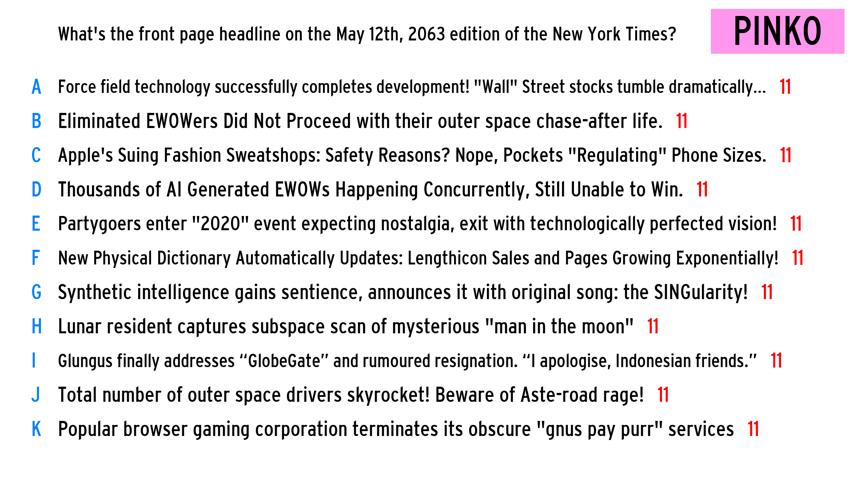 What's the front page headline on the May 12th, 2063 edition of the New York Times? PINKO
A Force field technology successfully completes development! "Wall" Street stocks tumble dramatically... 11
B Eliminated EWOWers Did Not Proceed with their outer space chase-after life. 11
C Apple's Suing Fashion Sweatshops: Safety Reasons? Nope, Pockets "Regulating" Phone Sizes. 11
D Thousands of AI Generated EWOWs Happening Concurrently, Still Unable to Win. 11
E Partygoers enter "2020" event expecting nostalgia, exit with technologically perfected vision! 11
F New Physical Dictionary Automatically Updates: Lengthicon Sales and Pages Growing Exponentially! 11
G Synthetic intelligence gains sentience, announces it with original song: the SINGularity! 11
H Lunar resident captures subspace scan of mysterious "man in the moon" 11
I Glungus finally addresses “GlobeGate” and rumoured resignation. “I apologise, Indonesian friends.” 11
J Total number of outer space drivers skyrocket! Beware of Aste-road rage! 11
K Popular browser gaming corporation terminates its obscure "gnus pay purr" services 11